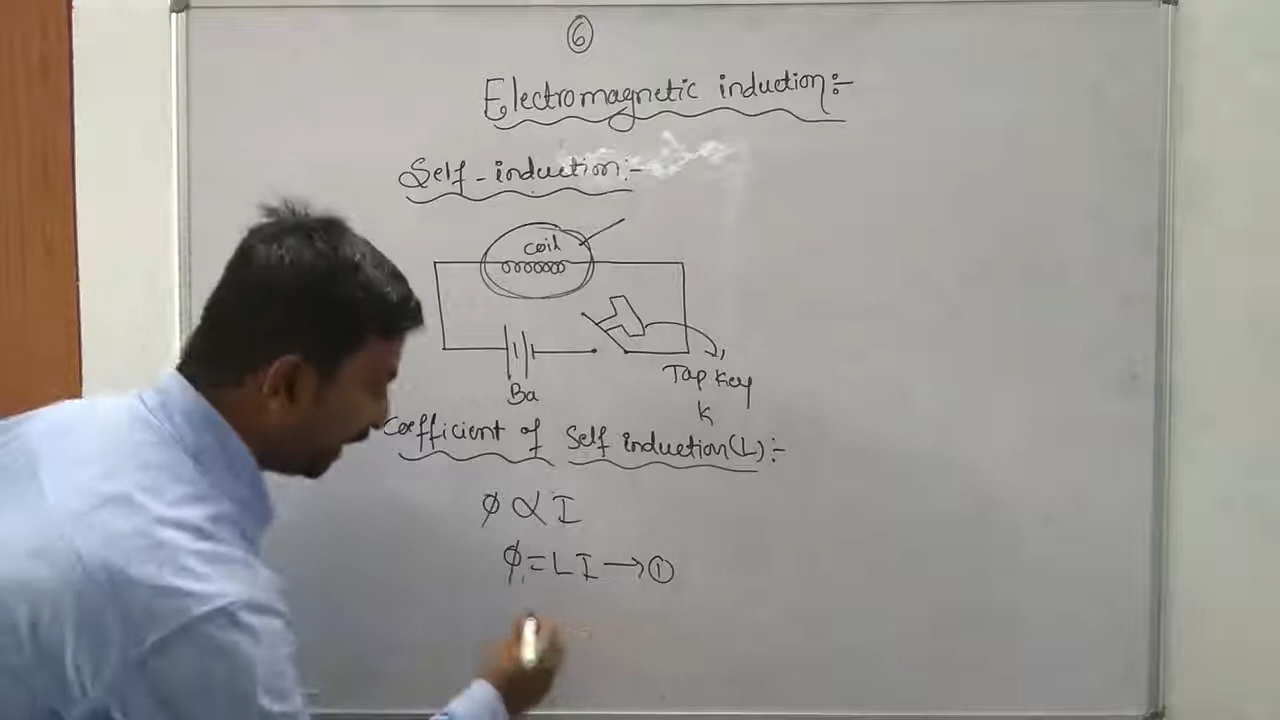 ⑥
Electromagnetic induction:-
Self-induction:-
coil
Ba
Tap Key
K
Coefficient of Self induction(L):-
φ ∝ I
φ = LI → ①